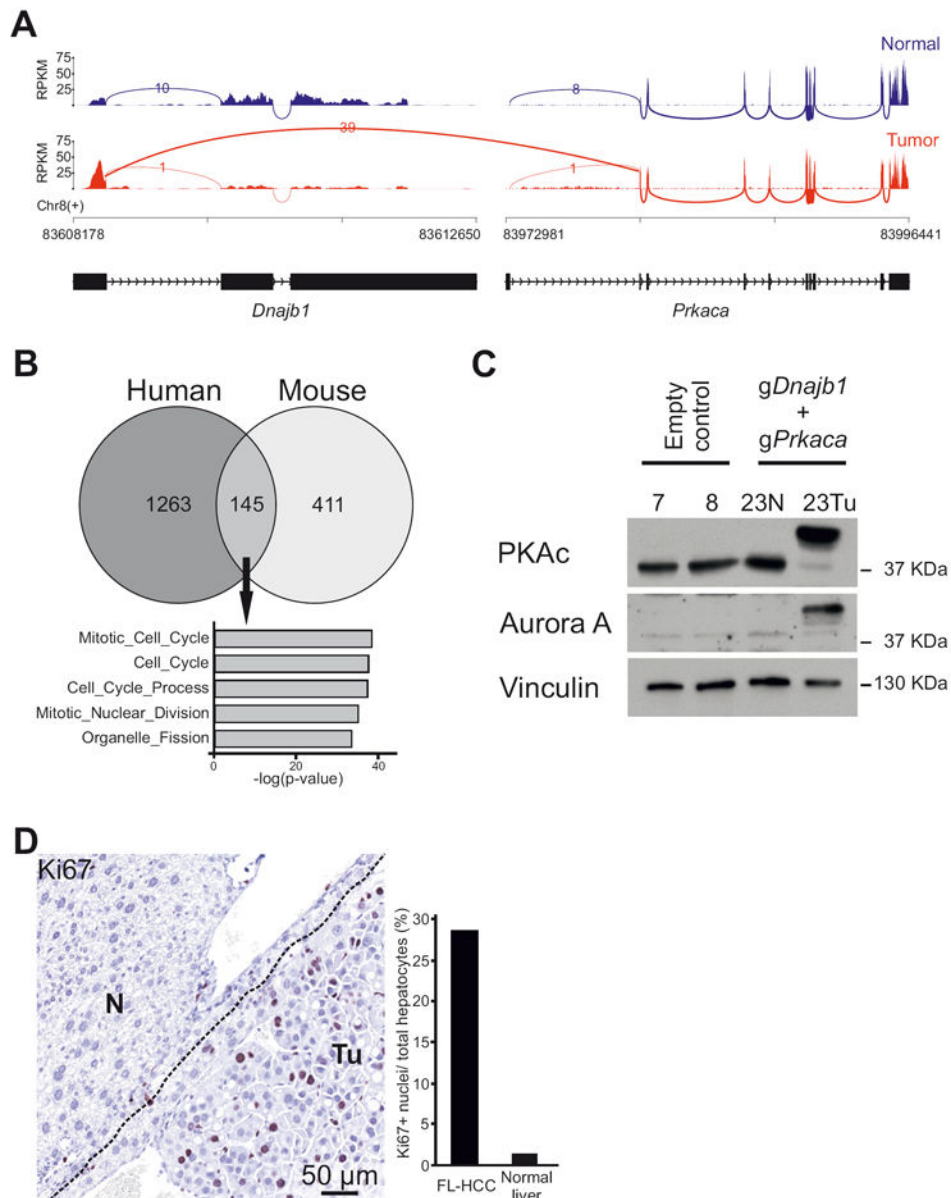 A
Normal
75
50
25
RPKM
10
8
39
Tumor
75
50
25
RPKM
1
1
Chr8(+)
83608178
83612650
83972981
83996441
Dnajb1
Prkaca
B
Human
Mouse
1263
145
411
Mitotic_Cell_Cycle
Cell_Cycle
Cell_Cycle_Process
Mitotic_Nuclear_Division
Organelle_Fission
0
20
40
-log(p-value)
C
Empty
control
gDnajb1
+
gPrkaca
7
8
23N
23Tu
PKAc
37 KDa
Aurora A
37 KDa
Vinculin
130 KDa
D
Ki67
N
Tu
50 μm
Ki67+ nuclei/ total hepatocytes (%)
30
25
20
15
10
5
0
FL-HCC
Normal
liver